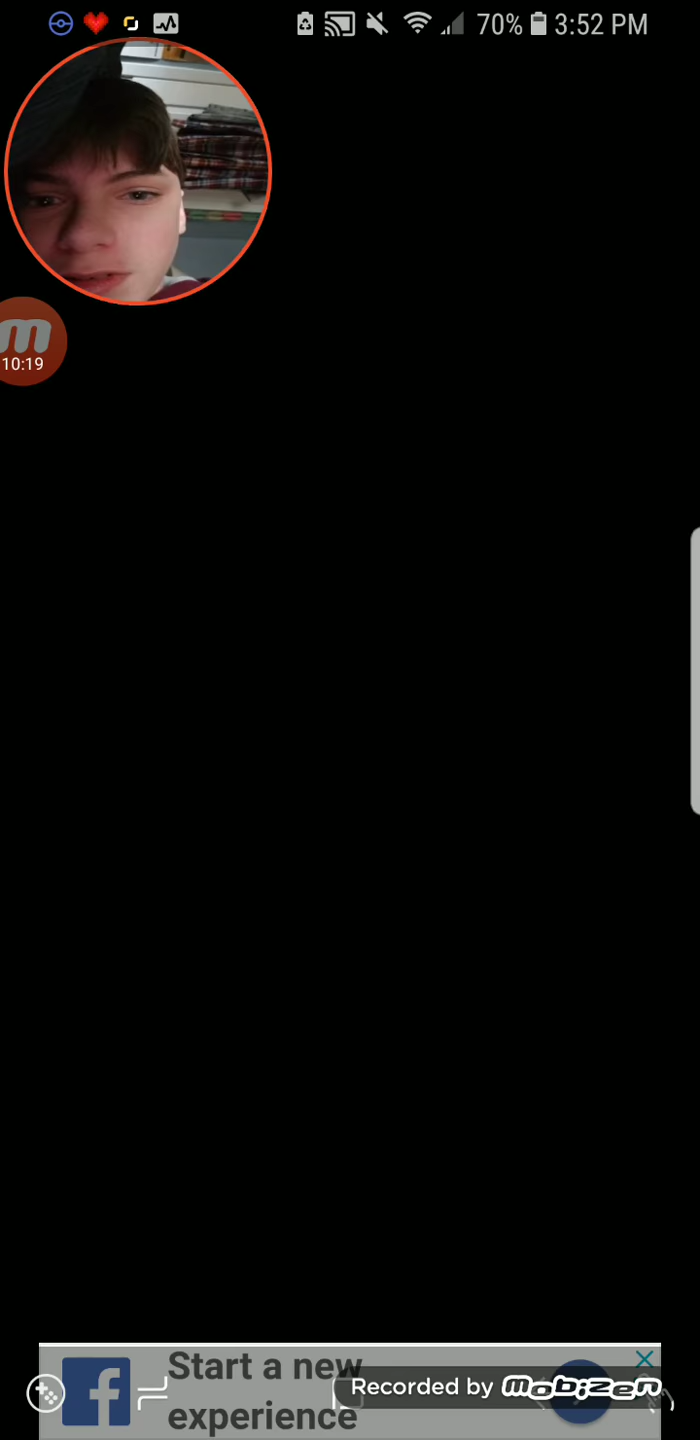 70% 3:52 PM
m
10:19
Start a new
experience
Recorded by mobizen